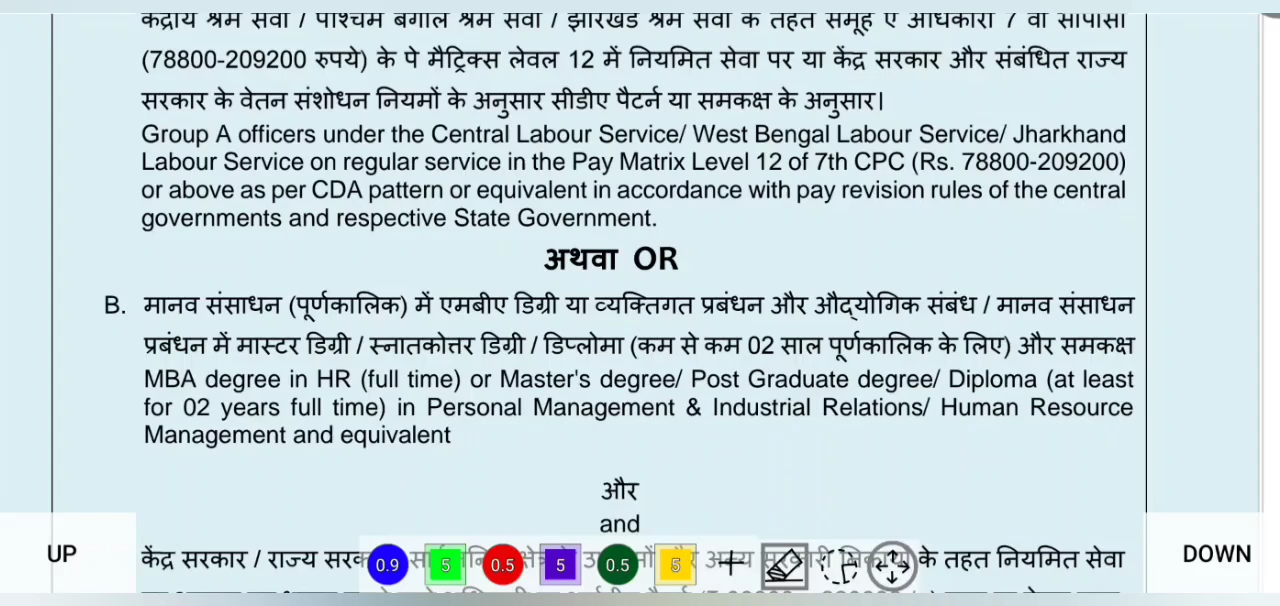 (78800-209200 रुपये) के पे मैट्रिक्स लेवल 12 में नियमित सेवा पर या केंद्र सरकार और संबंधित राज्य
सरकार के वेतन संशोधन नियमों के अनुसार सीडीए पैटर्न या समकक्ष के अनुसार।
Group A officers under the Central Labour Service/ West Bengal Labour Service/ Jharkhand
Labour Service on regular service in the Pay Matrix Level 12 of 7th CPC (Rs. 78800-209200)
or above as per CDA pattern or equivalent in accordance with pay revision rules of the central
governments and respective State Government.
अथवा OR
B. मानव संसाधन (पूर्णकालिक) में एमबीए डिग्री या व्यक्तिगत प्रबंधन और औद्योगिक संबंध / मानव संसाधन
प्रबंधन में मास्टर डिग्री / स्नातकोत्तर डिग्री / डिप्लोमा (कम से कम 02 साल पूर्णकालिक के लिए) और समकक्ष
MBA degree in HR (full time) or Master's degree/ Post Graduate degree/ Diploma (at least
for 02 years full time) in Personal Management & Industrial Relations/ Human Resource
Management and equivalent
और
and
UP
DOWN
केंद्र सरकार / राज्य के तहत नियमित सेवा
0.9 5 0.5 5 0.5 5